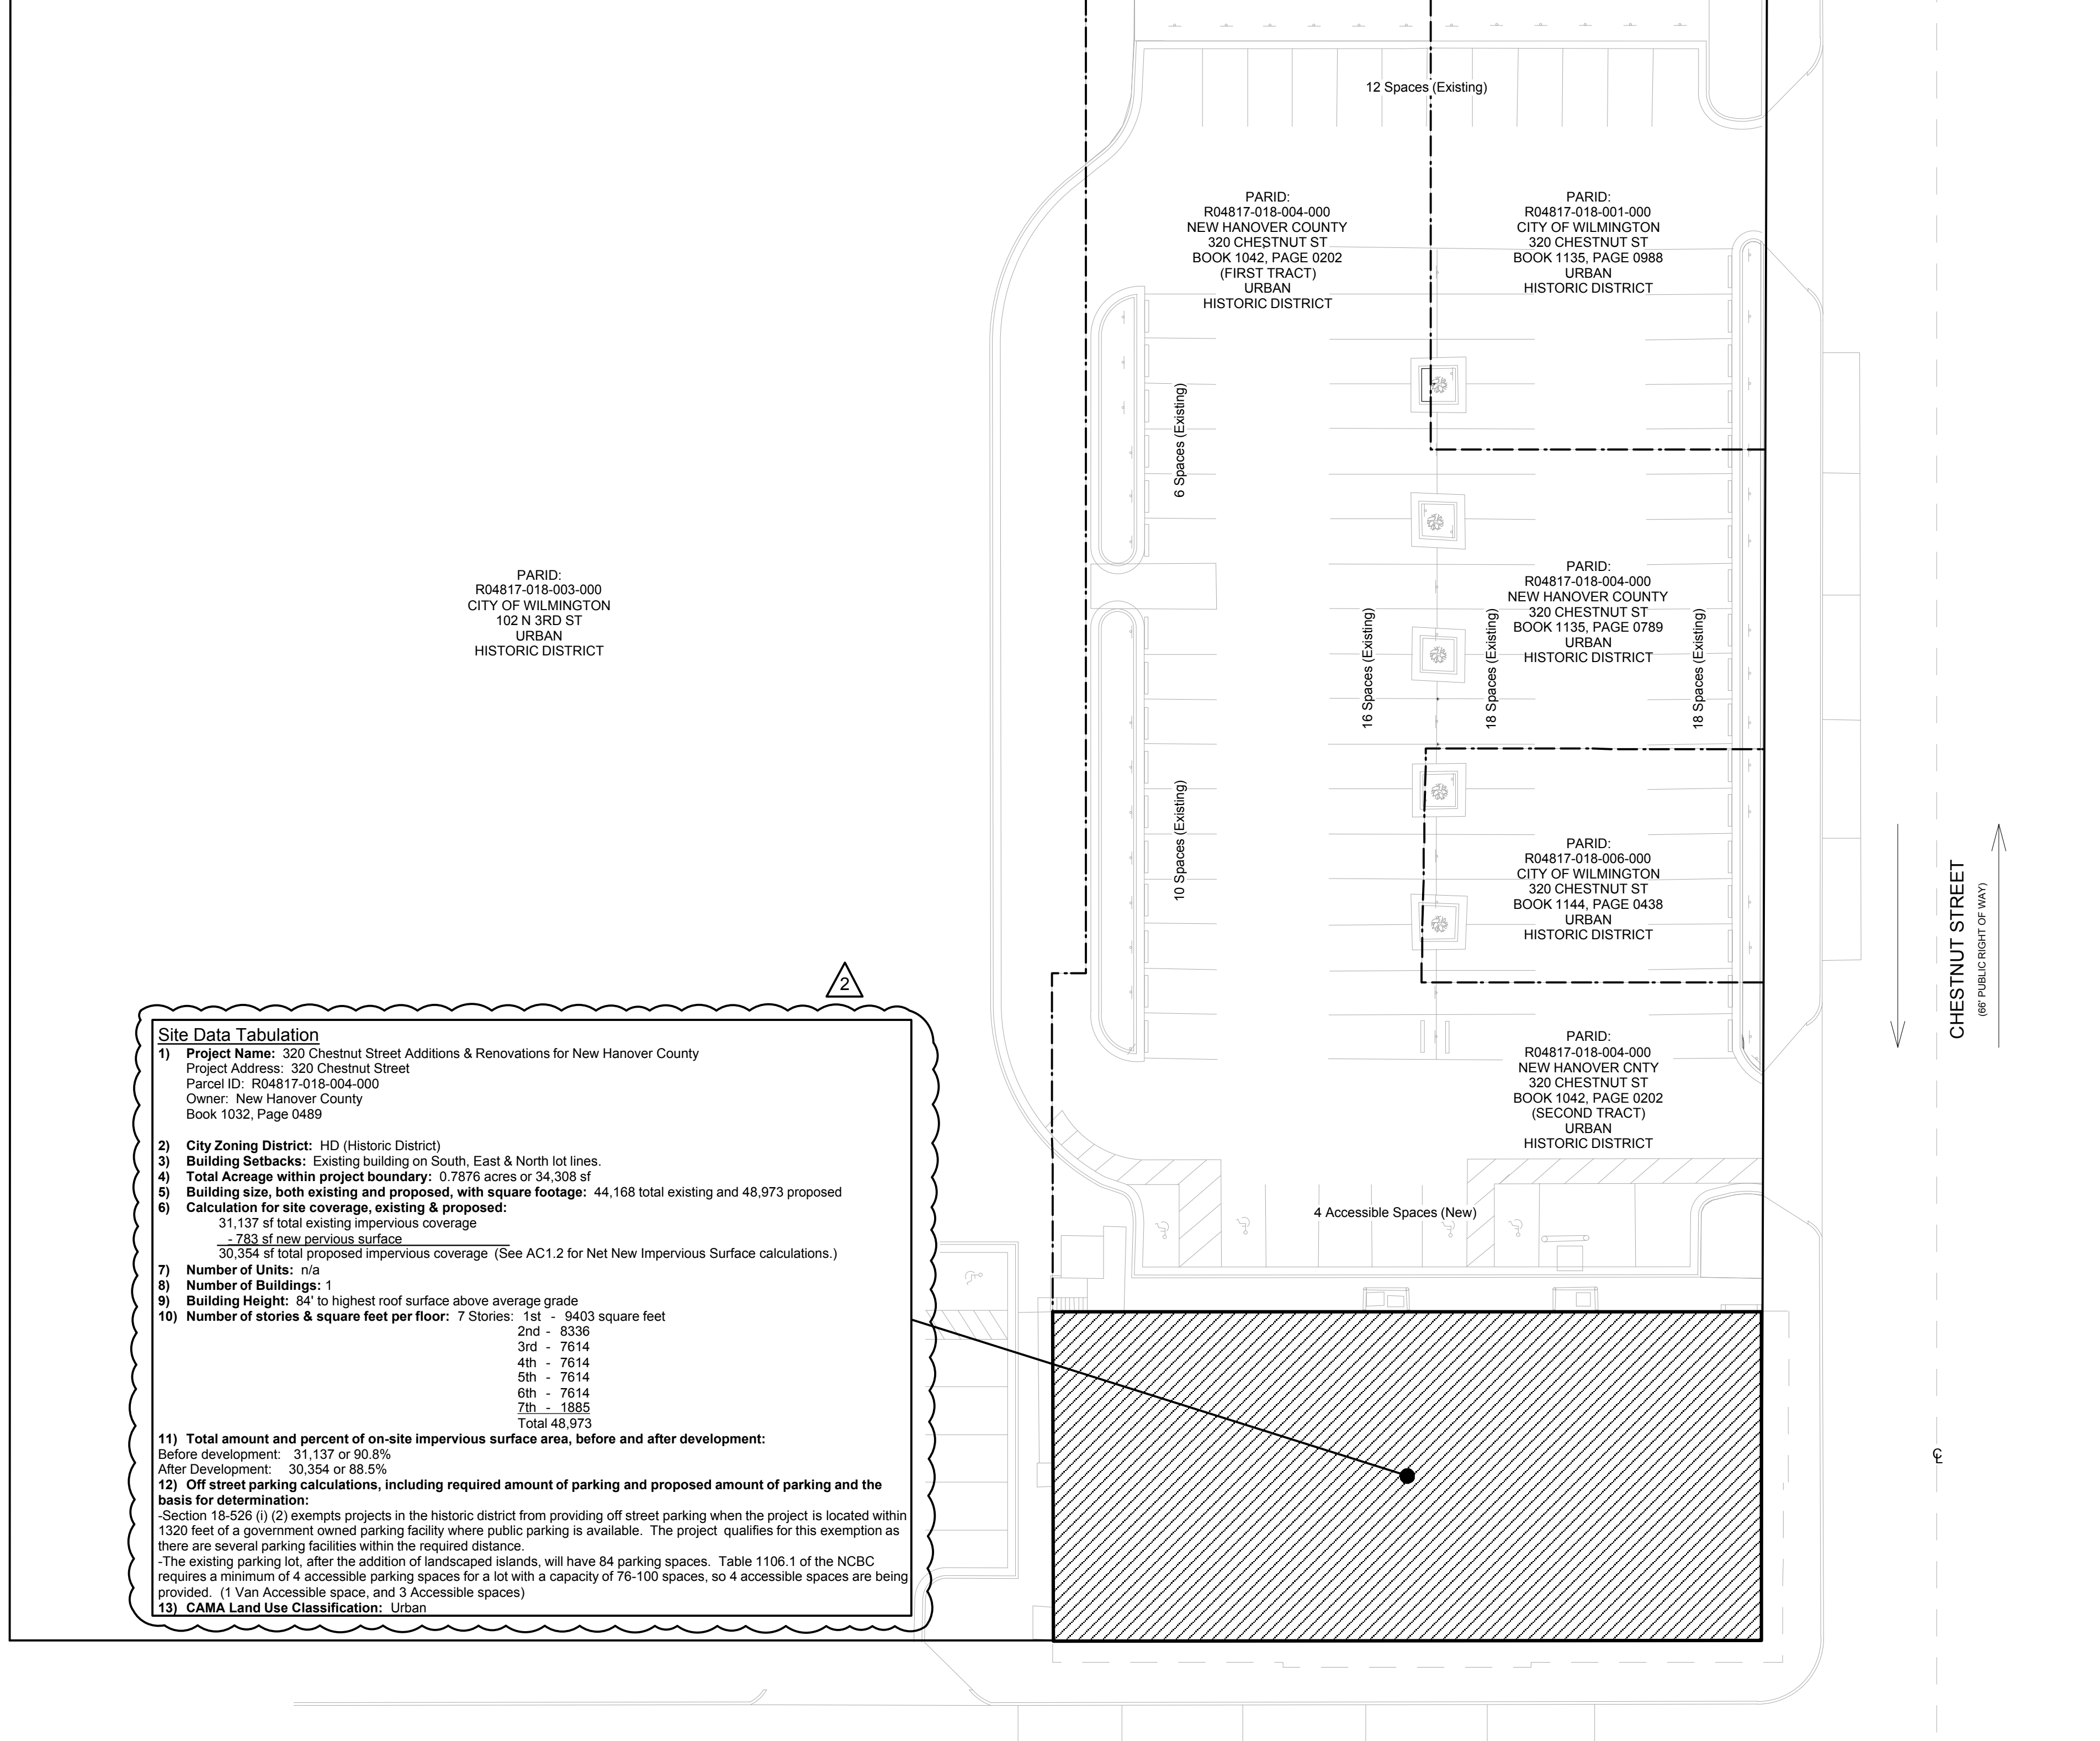 12 Spaces (Existing)
PARID:
R04817-018-004-000
NEW HANOVER COUNTY
320 CHESTNUT ST
BOOK 1042, PAGE 0202
(FIRST TRACT)
URBAN
HISTORIC DISTRICT
PARID:
R04817-018-001-000
CITY OF WILMINGTON
320 CHESTNUT ST
BOOK 1135, PAGE 0988
URBAN
HISTORIC DISTRICT
6 Spaces (Existing)
PARID:
R04817-018-003-000
CITY OF WILMINGTON
102 N 3RD ST
URBAN
HISTORIC DISTRICT
16 Spaces (Existing)
18 Spaces (Existing)
PARID:
R04817-018-004-000
NEW HANOVER COUNTY
320 CHESTNUT ST
BOOK 1135, PAGE 0789
URBAN
HISTORIC DISTRICT
18 Spaces (Existing)
10 Spaces (Existing)
PARID:
R04817-018-006-000
CITY OF WILMINGTON
320 CHESTNUT ST
BOOK 1144, PAGE 0438
URBAN
HISTORIC DISTRICT
CHESTNUT STREET
(66' PUBLIC RIGHT OF WAY)
PARID:
R04817-018-004-000
NEW HANOVER CNTY
320 CHESTNUT ST
BOOK 1042, PAGE 0202
(SECOND TRACT)
URBAN
HISTORIC DISTRICT
4 Accessible Spaces (New)
2
Site Data Tabulation
1) Project Name: 320 Chestnut Street Additions & Renovations for New Hanover County
Project Address: 320 Chestnut Street
Parcel ID: R04817-018-004-000
Owner: New Hanover County
Book 1032, Page 0489
2) City Zoning District: HD (Historic District)
3) Building Setbacks: Existing building on South, East & North lot lines.
4) Total Acreage within project boundary: 0.7876 acres or 34,308 sf
5) Building size, both existing and proposed, with square footage: 44,168 total existing and 48,973 proposed
6) Calculation for site coverage, existing & proposed:
31,137 sf total existing impervious coverage
- 783 sf new pervious surface
30,354 sf total proposed impervious coverage (See AC1.2 for Net New Impervious Surface calculations.)
7) Number of Units: n/a
8) Number of Buildings: 1
9) Building Height: 84' to highest roof surface above average grade
10) Number of stories & square feet per floor: 7 Stories: 1st - 9403 square feet
2nd - 8336
3rd - 7614
4th - 7614
5th - 7614
6th - 7614
7th - 1885
Total 48,973
11) Total amount and percent of on-site impervious surface area, before and after development:
Before development: 31,137 or 90.8%
After Development: 30,354 or 88.5%
12) Off street parking calculations, including required amount of parking and proposed amount of parking and the
basis for determination:
-Section 18-526 (i) (2) exempts projects in the historic district from providing off street parking when the project is located within
1320 feet of a government owned parking facility where public parking is available. The project qualifies for this exemption as
there are several parking facilities within the required distance.
-The existing parking lot, after the addition of landscaped islands, will have 84 parking spaces. Table 1106.1 of the NCBC
requires a minimum of 4 accessible parking spaces for a lot with a capacity of 76-100 spaces, so 4 accessible spaces are being
provided. (1 Van Accessible space, and 3 Accessible spaces)
13) CAMA Land Use Classification: Urban
℄